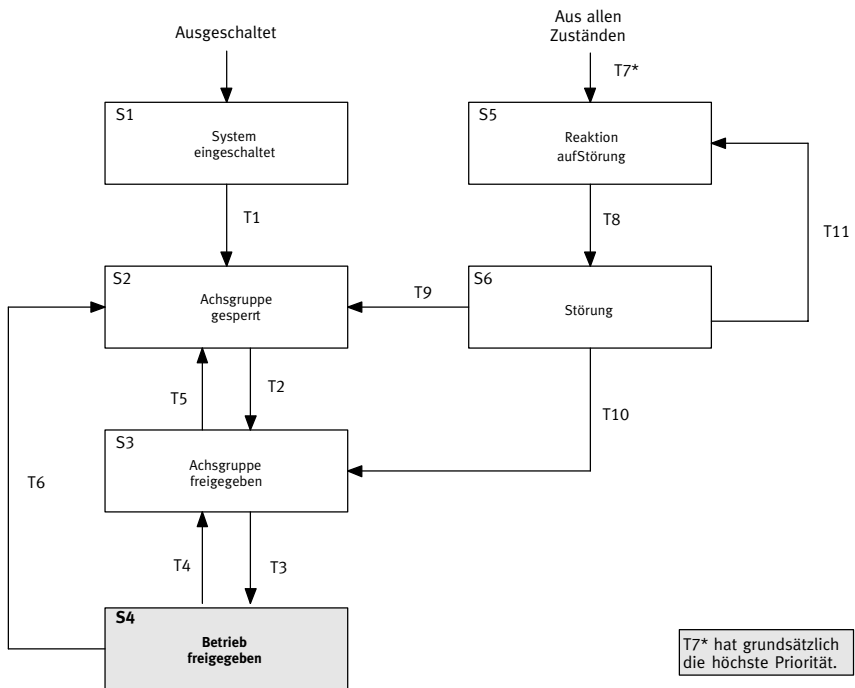 Ausgeschaltet
Aus allen
Zuständen
T7*
S1
System
eingeschaltet
S5
Reaktion
aufStörung
T1
T8
T11
S2
Achsgruppe
gesperrt
T9
S6
Störung
T5
T2
T10
S3
Achsgruppe
freigegeben
T6
T4
T3
S4
Betrieb
freigegeben
T7* hat grundsätzlich
die höchste Priorität.